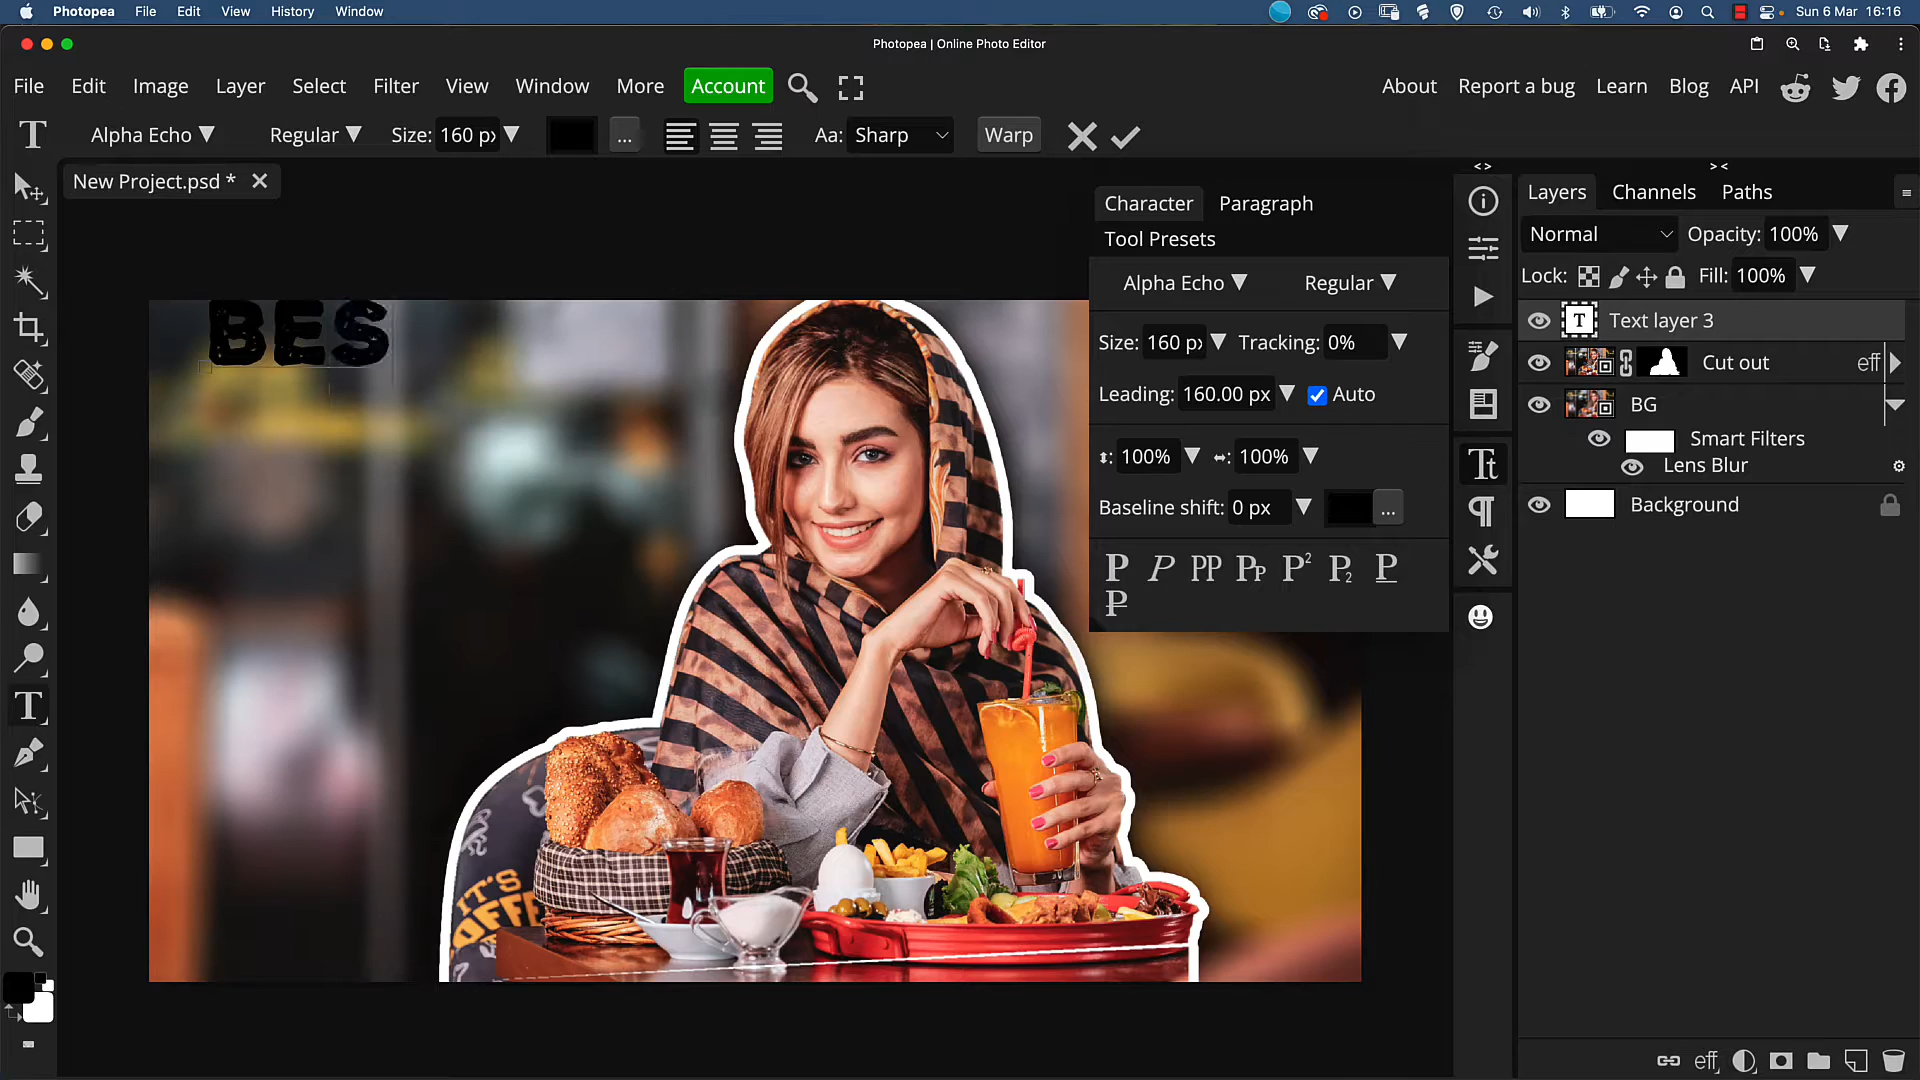 Photopea File Edit View History Window
Sun 6 Mar 16:16
Photopea | Online Photo Editor
File Edit Image Layer Select Filter View Window More Account
About Report a bug Learn Blog API
T Alpha Echo Regular Size: 160 px ... Aa: Sharp Warp
New Project.psd *
< >
> <
Character Paragraph
Tool Presets
Alpha Echo Regular
Size: 160 px Tracking: 0%
Leading: 160.00 px Auto
100% 100%
Baseline shift: 0 px ...
P P PP PP P2 P2 P
P
Layers Channels Paths
Normal Opacity: 100%
Lock: Fill: 100%
T Text layer 3
Cut out eff
BG
Smart Filters
Lens Blur
Background
eff
BES
IT'S
OFFE